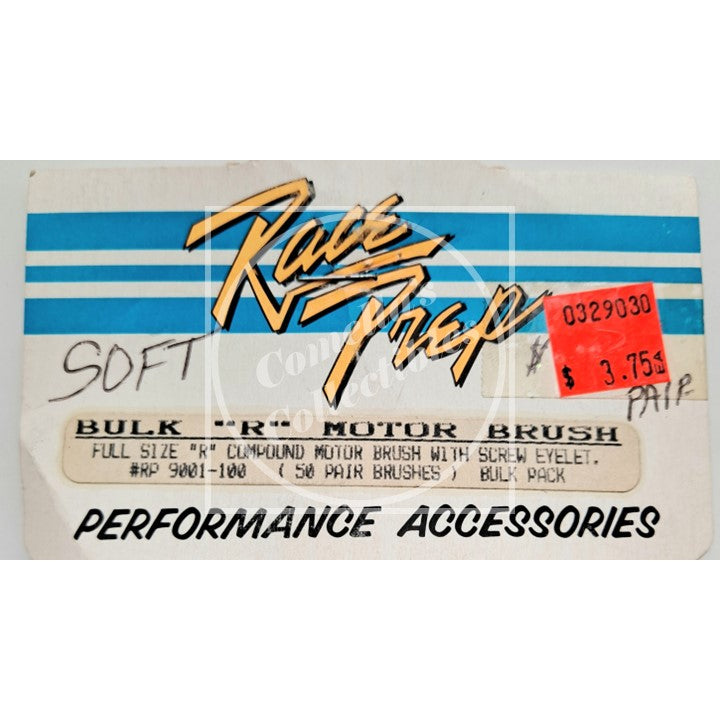 Race
Prep
SOFT
0329030
$ 3.75 EA
PAIR
BULK "R" MOTOR BRUSH
FULL SIZE "R" COMPOUND MOTOR BRUSH WITH SCREW EYELET.
#RP 9001-100 ( 50 PAIR BRUSHES ) BULK PACK
PERFORMANCE ACCESSORIES